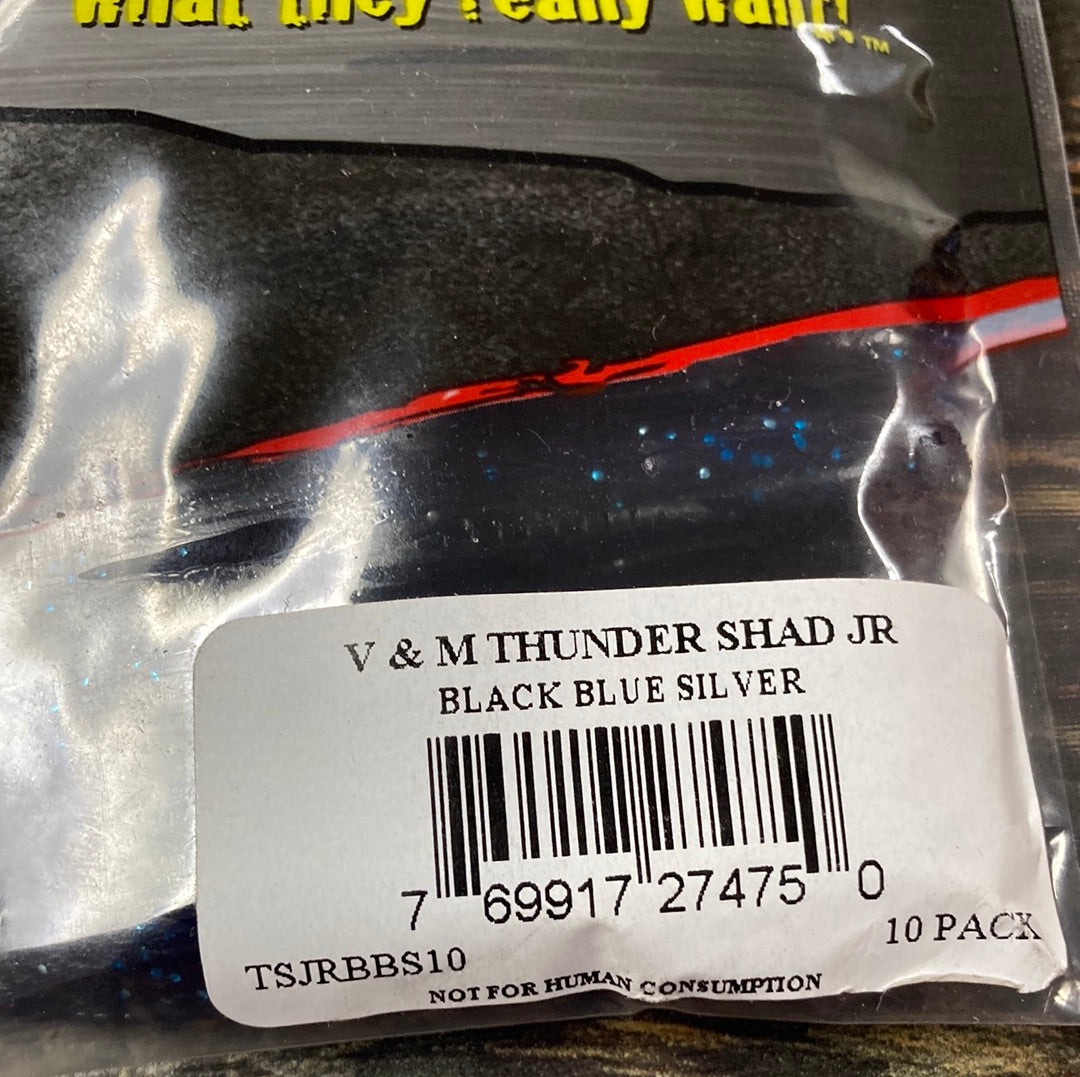 What they really want!™
V & M THUNDER SHAD JR
BLACK BLUE SILVER
7 69917 27475 0
10 PACK
TSJRBBS10
NOT FOR HUMAN CONSUMPTION